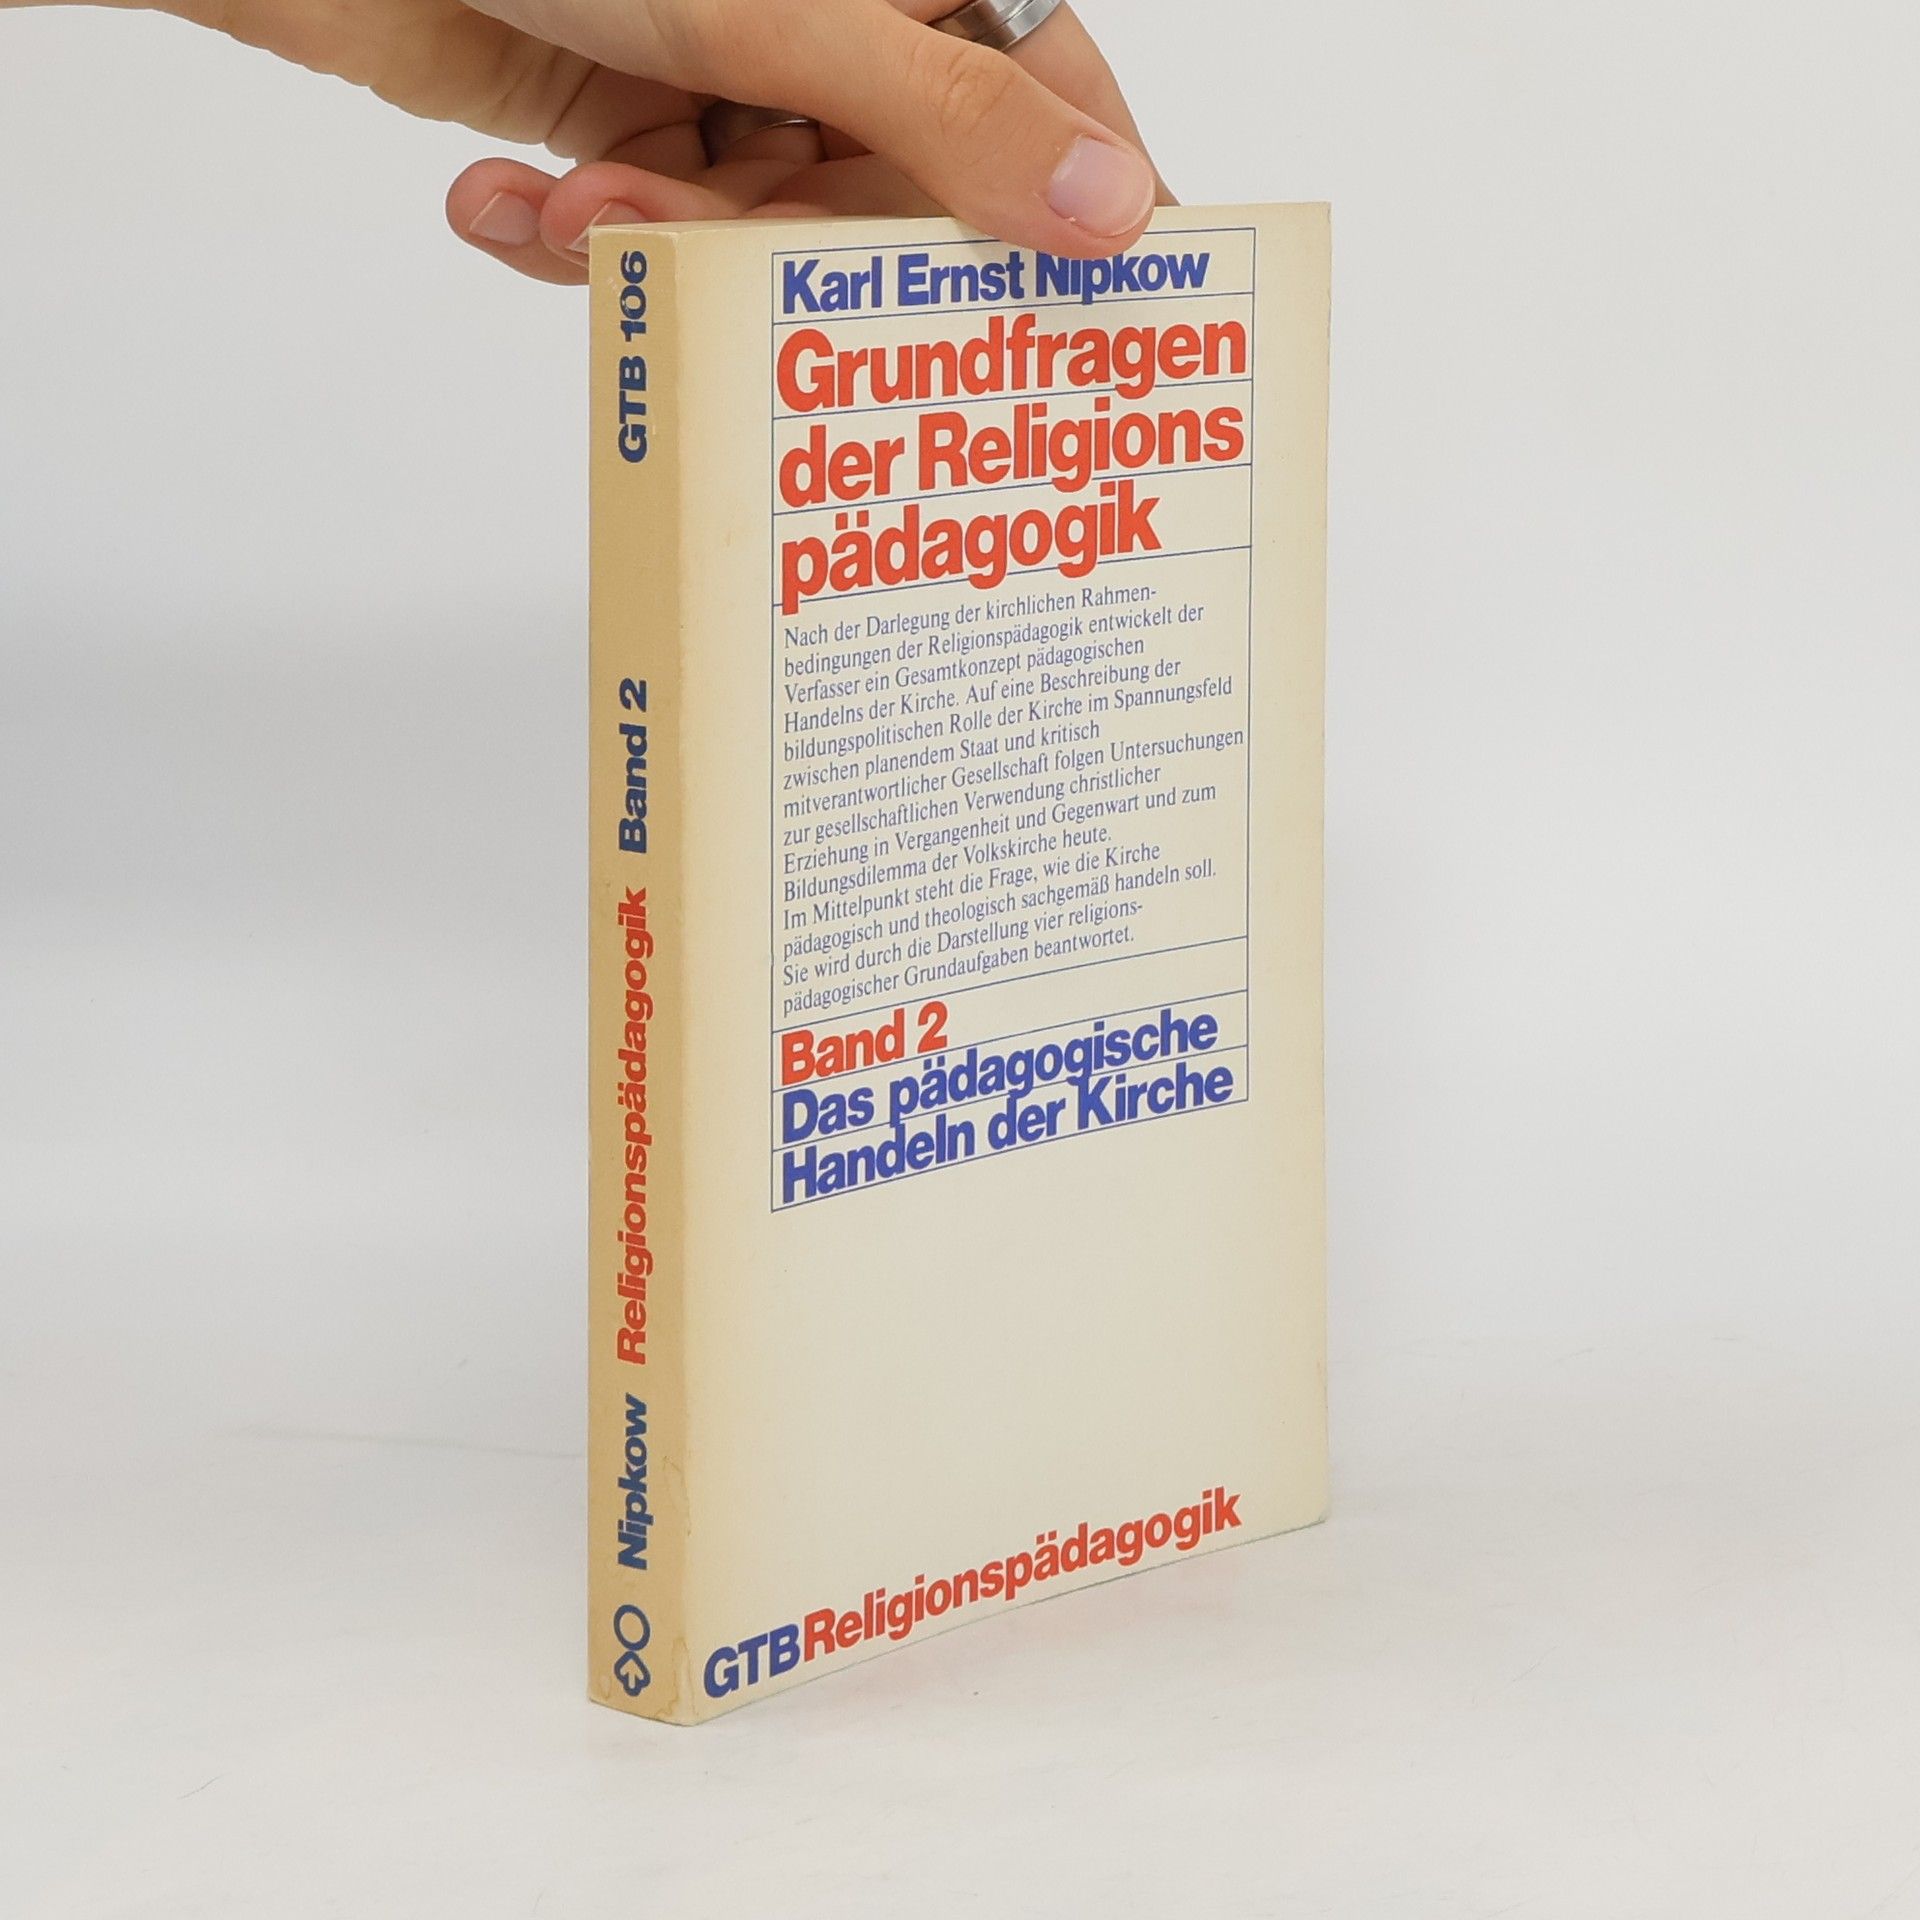 Karl Ernst Nipkow
Grundfragen
der Religions
pädagogik
Nach der Darlegung der kirchlichen Rahmen-
bedingungen der Religionspädagogik entwickelt der
Verfasser ein Gesamtkonzept pädagogischen
Handelns der Kirche. Auf eine Beschreibung der
bildungspolitischen Rolle der Kirche im Spannungsfeld
zwischen planendem Staat und kritisch
mitverantwortlicher Gesellschaft folgen Untersuchungen
zur gesellschaftlichen Verwendung christlicher
Erziehung in Vergangenheit und Gegenwart und zum
Bildungsdilemma der Volkskirche heute.
Im Mittelpunkt steht die Frage, wie die Kirche
pädagogisch und theologisch sachgemäß handeln soll.
Sie wird durch die Darstellung vier religions-
pädagogischer Grundaufgaben beantwortet.
Band 2
Das pädagogische
Handeln der Kirche
GTBReligionspädagogik
Nipkow Religionspädagogik Band 2 GTB 106